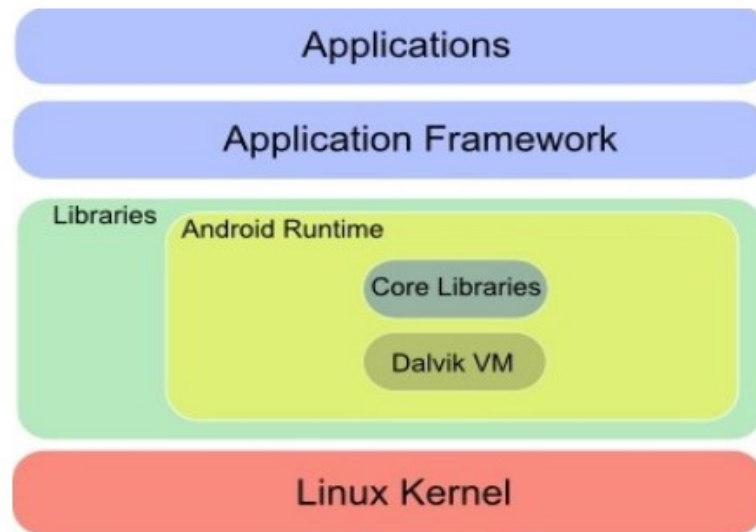 Applications
Application Framework
Libraries
Android Runtime
Core Libraries
Dalvik VM
Linux Kernel